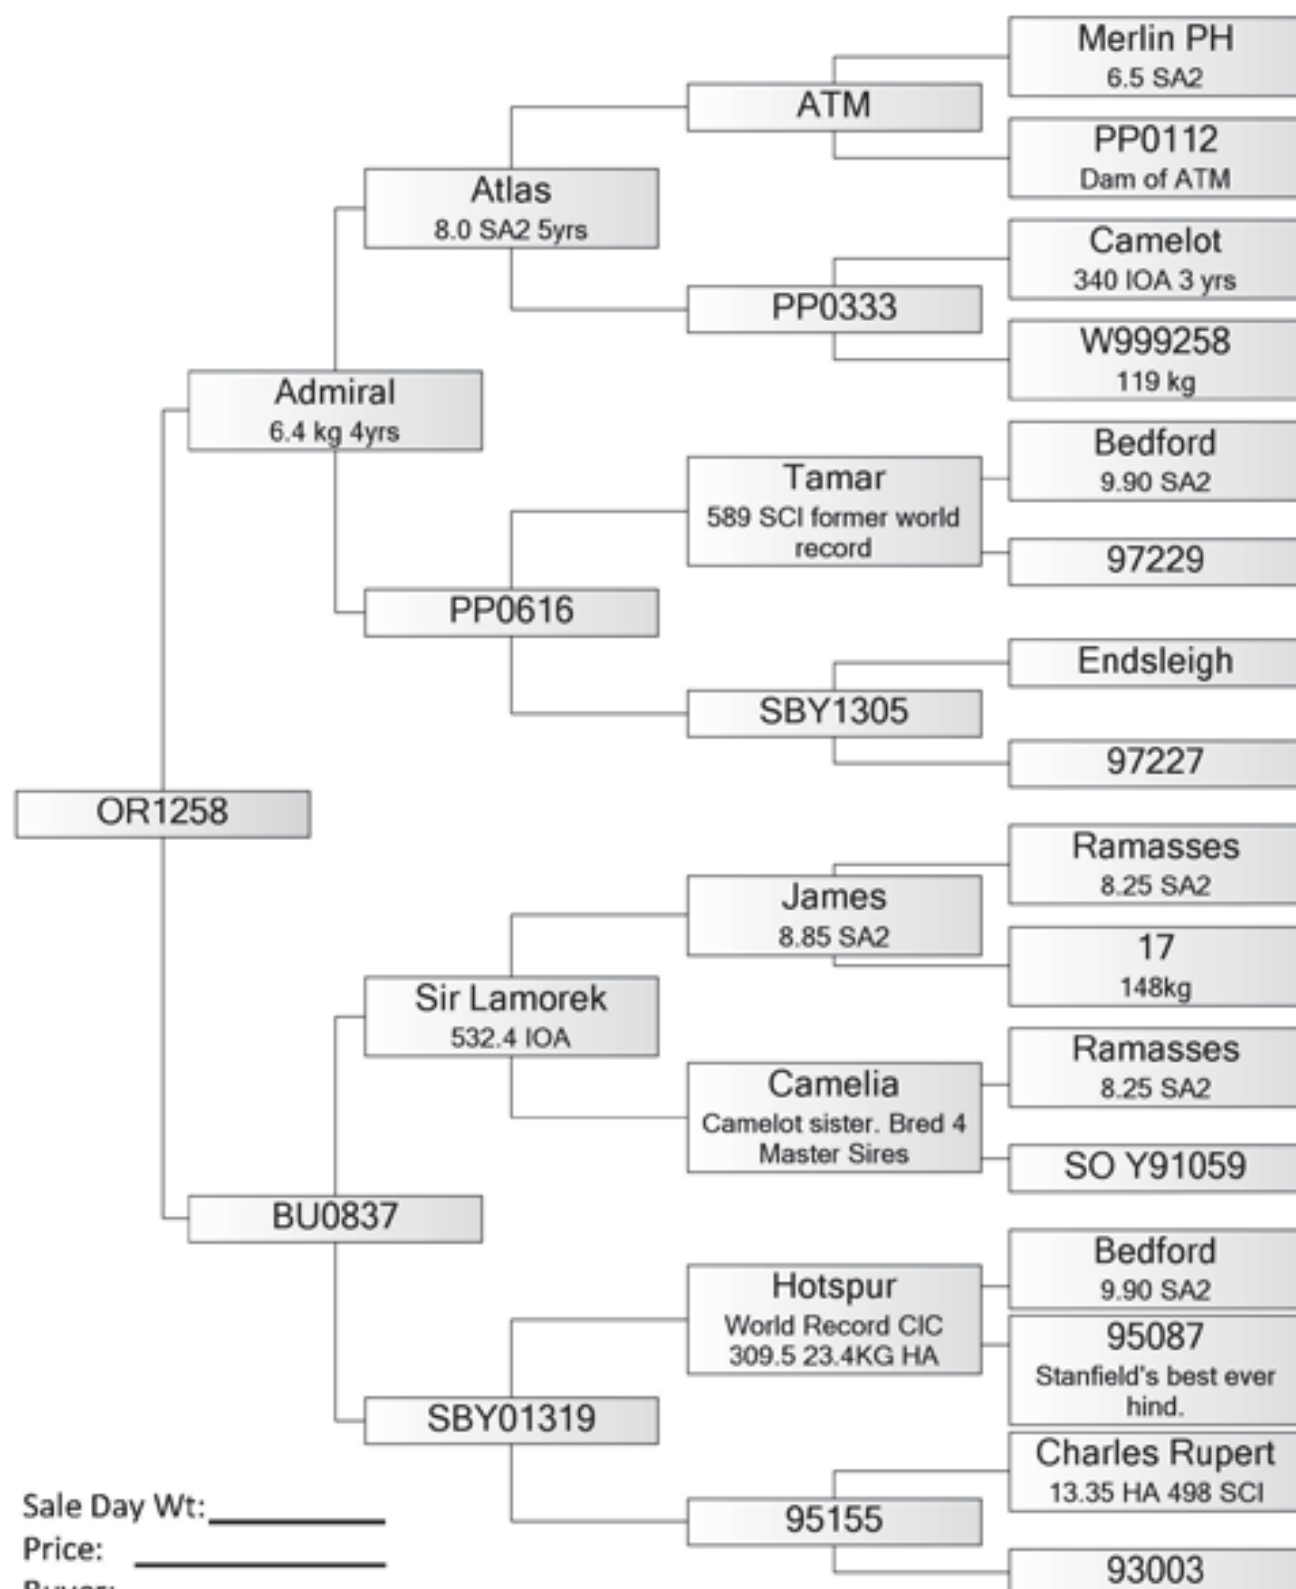 Merlin PH
6.5 SA2
ATM
PP0112
Dam of ATM
Atlas
8.0 SA2 5yrs
Camelot
340 IOA 3 yrs
PP0333
W999258
119 kg
Admiral
6.4 kg 4yrs
Bedford
9.90 SA2
Tamar
589 SCI former world
record
97229
PP0616
Endsleigh
SBY1305
97227
OR1258
Ramasses
8.25 SA2
James
8.85 SA2
17
148kg
Sir Lamorek
532.4 IOA
Ramasses
8.25 SA2
Camelia
Camelot sister. Bred 4
Master Sires
SO Y91059
BU0837
Bedford
9.90 SA2
Hotspur
World Record CIC
309.5 23.4KG HA
95087
Stanfield's best ever
hind.
SBY01319
Charles Rupert
13.35 HA 498 SCI
95155
93003
Sale Day Wt:
Price:
Buyer: